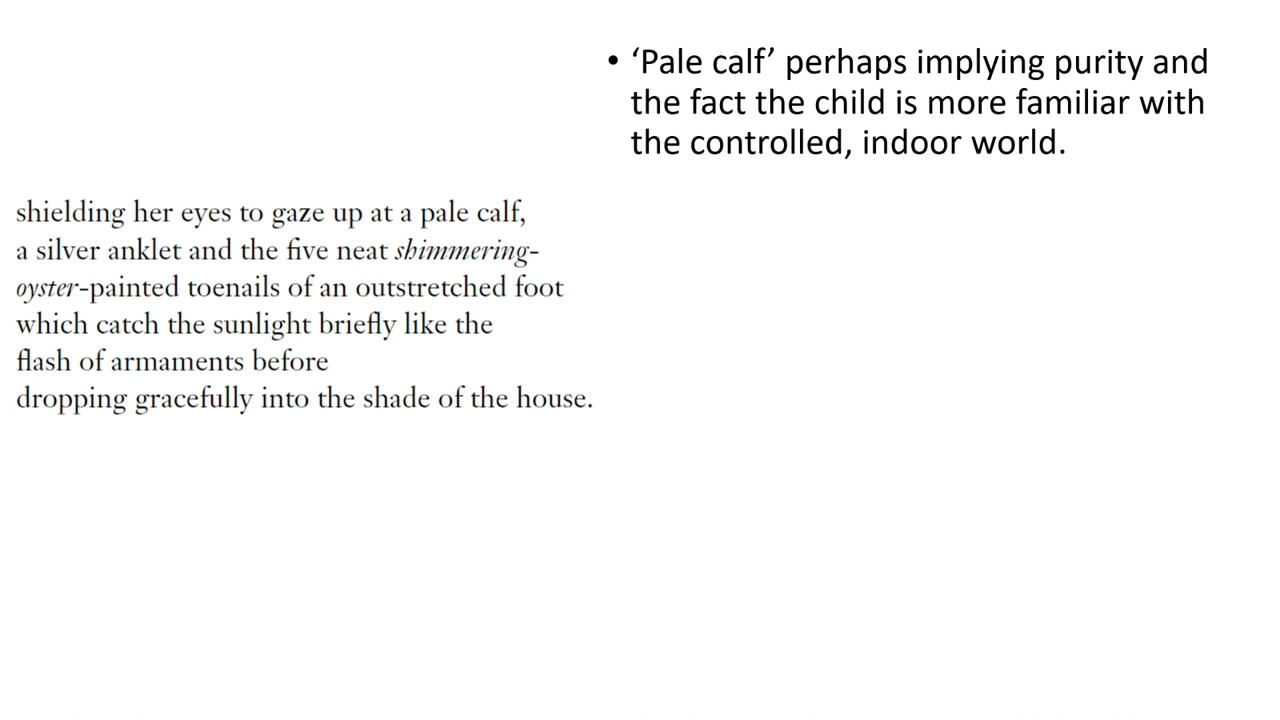 • ‘Pale calf’ perhaps implying purity and
the fact the child is more familiar with
the controlled, indoor world.
shielding her eyes to gaze up at a pale calf,
a silver anklet and the five neat shimmering-
oyster-painted toenails of an outstretched foot
which catch the sunlight briefly like the
flash of armaments before
dropping gracefully into the shade of the house.